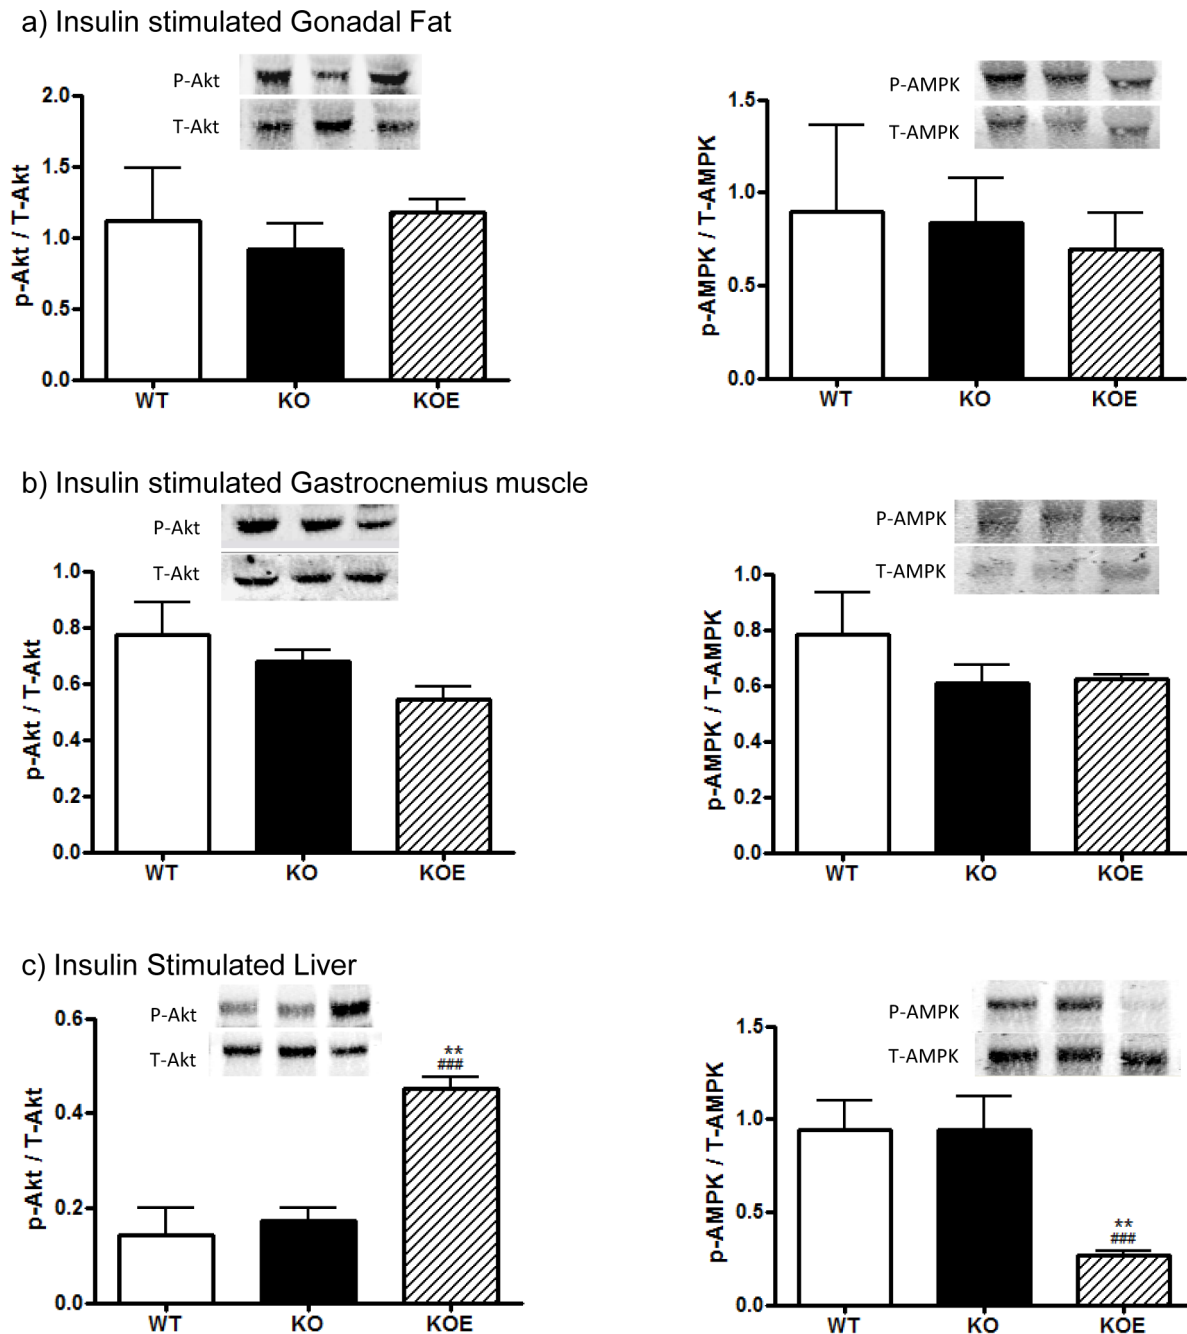 a) Insulin stimulated Gonadal Fat
P-Akt
T-Akt
p-Akt / T-Akt
2.0
1.5
1.0
0.5
0.0
WT KO KOE
P-AMPK
T-AMPK
p-AMPK / T-AMPK
1.5
1.0
0.5
0.0
WT KO KOE
b) Insulin stimulated Gastrocnemius muscle
P-Akt
T-Akt
p-Akt / T-Akt
1.0
0.8
0.6
0.4
0.2
0.0
WT KO KOE
P-AMPK
T-AMPK
p-AMPK / T-AMPK
1.0
0.8
0.6
0.4
0.2
0.0
WT KO KOE
c) Insulin Stimulated Liver
P-Akt
T-Akt
p-Akt / T-Akt
0.6
0.4
0.2
0.0
**
###
WT KO KOE
P-AMPK
T-AMPK
p-AMPK / T-AMPK
1.5
1.0
0.5
0.0
**
###
WT KO KOE